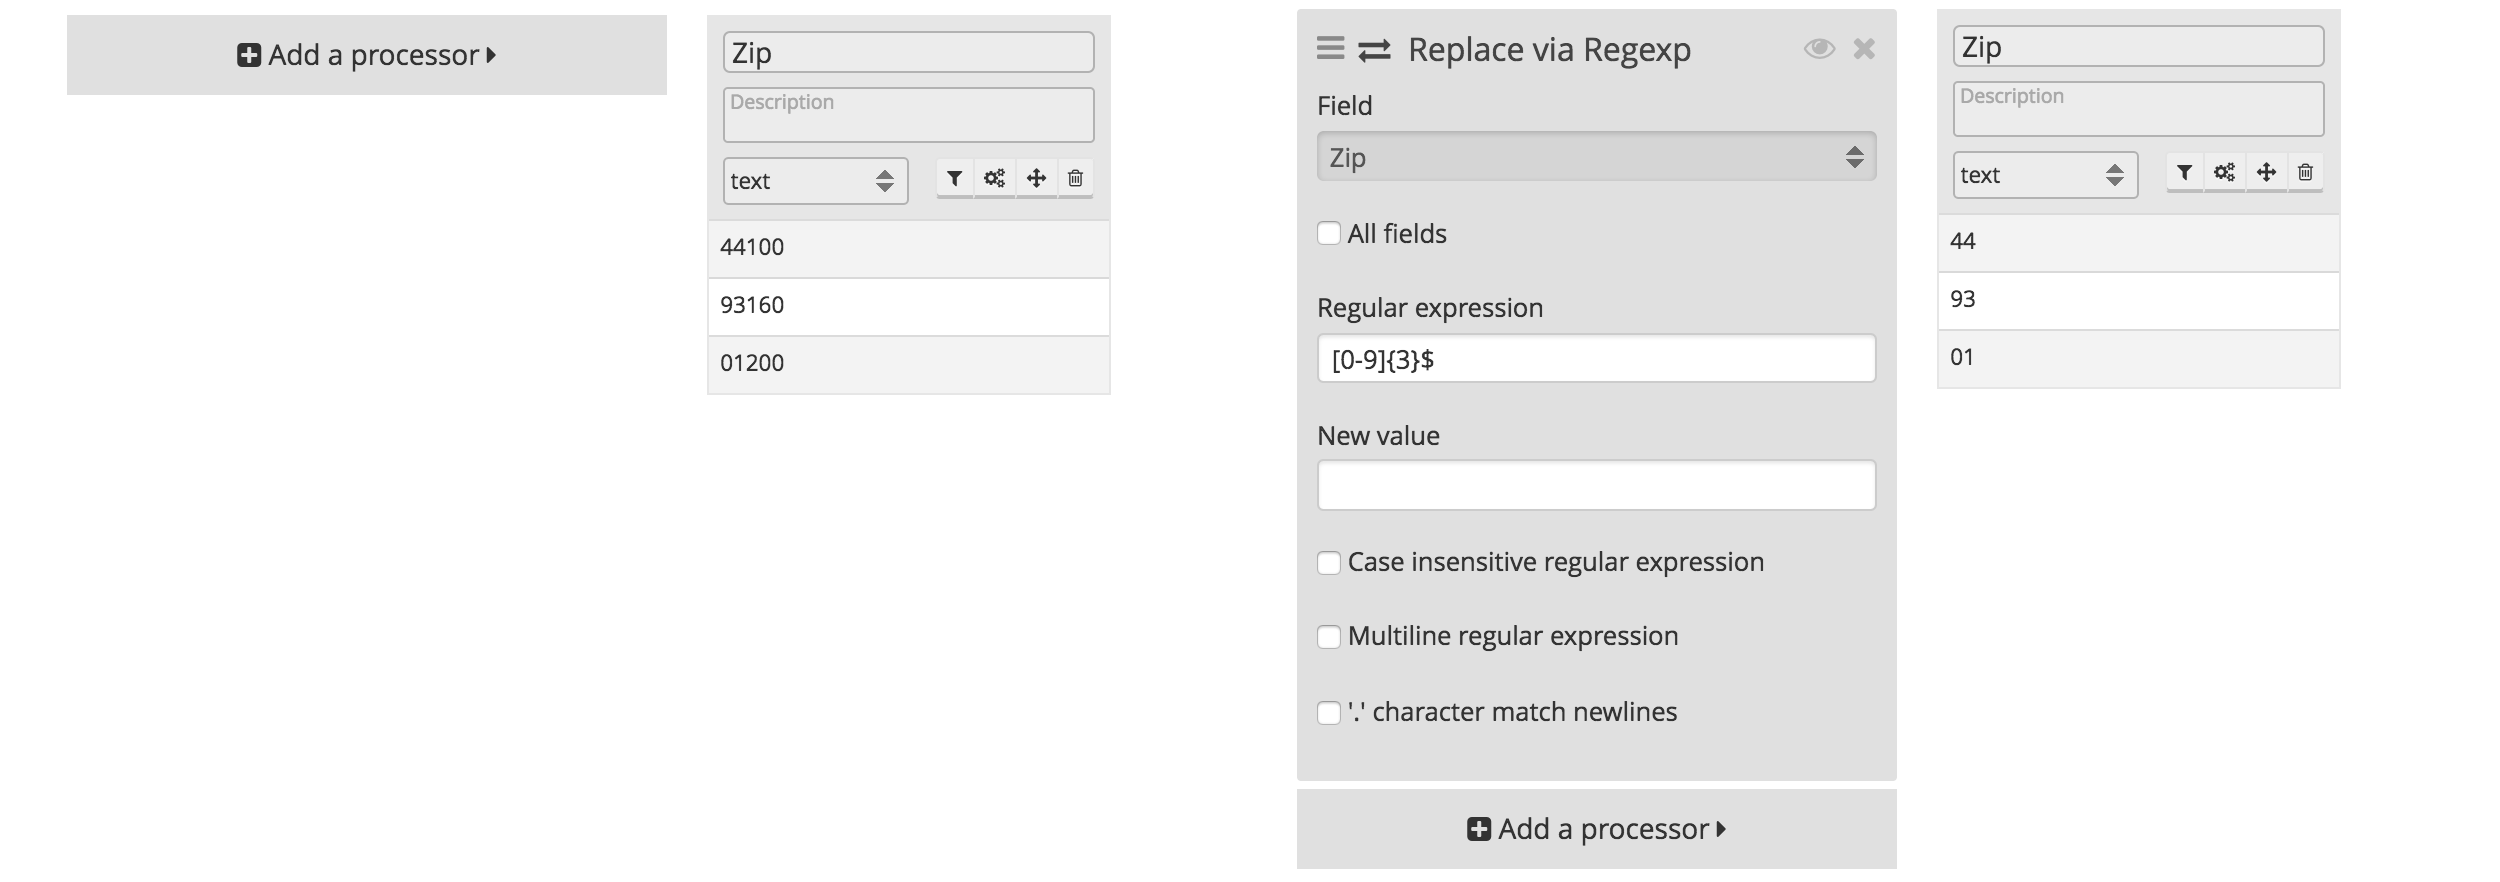 Add a processor
Zip
Description
text
44100
93160
01200
Replace via Regexp
Field
Zip
All fields
Regular expression
[0-9]{3}$
New value
Case insensitive regular expression
Multiline regular expression
'.' character match newlines
Add a processor
Zip
Description
text
44
93
01